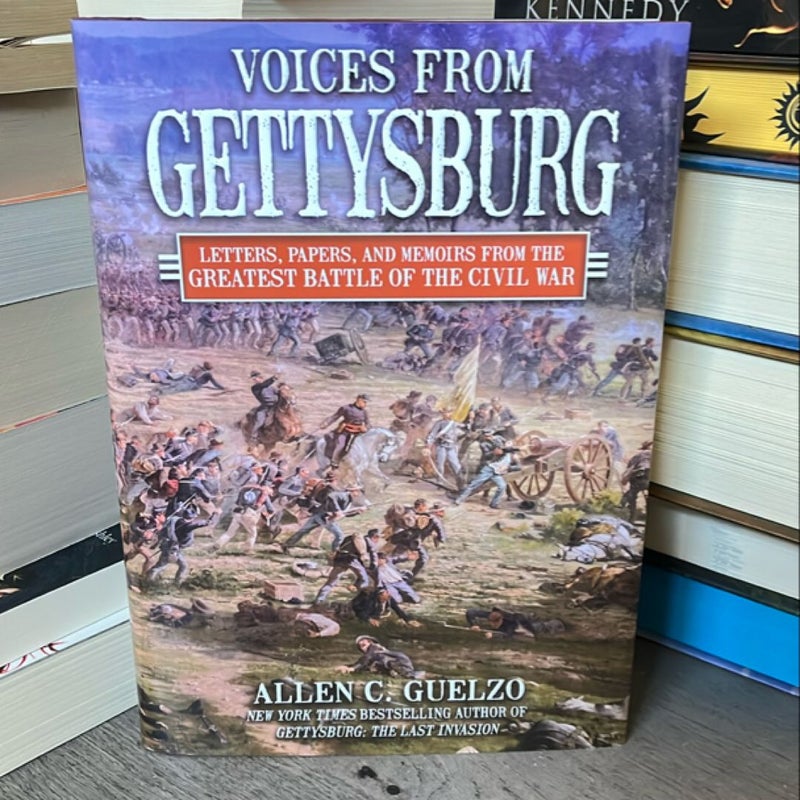 KENNEDY
VOICES FROM
GETTYSBURG
LETTERS, PAPERS, AND MEMOIRS FROM THE
GREATEST BATTLE OF THE CIVIL WAR
ALLEN C. GUELZO
NEW YORK TIMES BESTSELLING AUTHOR OF
GETTYSBURG: THE LAST INVASION